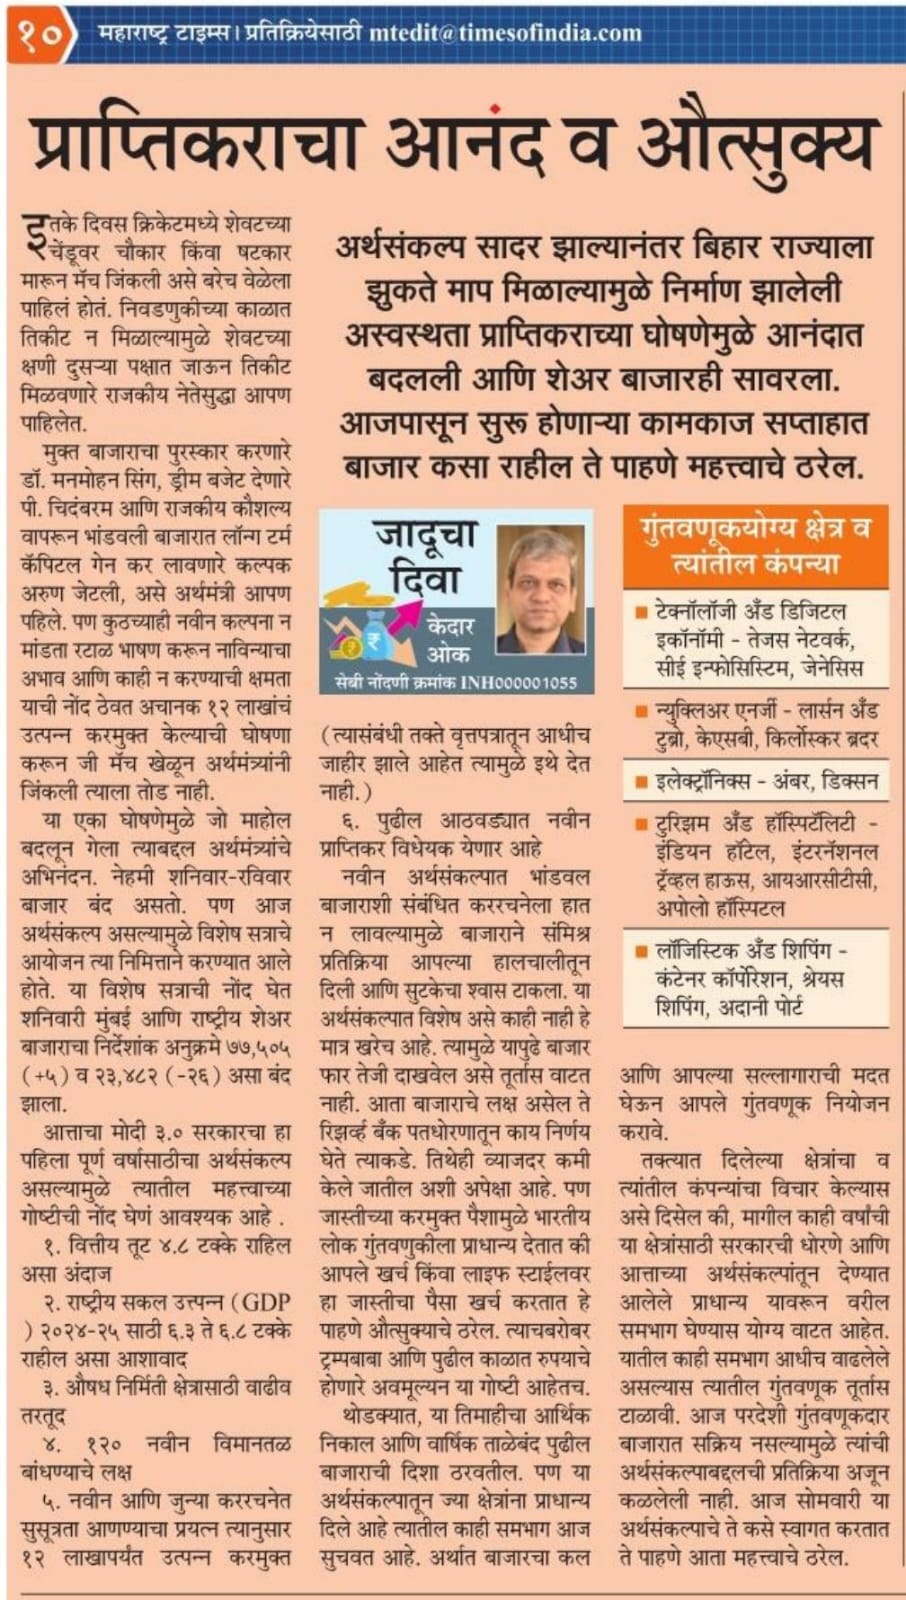 १०
महाराष्ट्र टाइम्स। प्रतिक्रियेसाठी mtedit@timesofindia.com
प्राप्तिकराचा आनंद व औत्सुक्य
इतके दिवस क्रिकेटमध्ये शेवटच्या
चेंडूवर चौकार किंवा षटकार
मारून मॅच जिंकली असे बरेच वेळेला
पाहिलं होतं. निवडणुकीच्या काळात
तिकीट न मिळाल्यामुळे शेवटच्या
क्षणी दुसऱ्या पक्षात जाऊन तिकीट
मिळवणारे राजकीय नेतेसुद्धा आपण
पाहिलेत.
मुक्त बाजाराचा पुरस्कार करणारे
डॉ. मनमोहन सिंग, ड्रीम बजेट देणारे
पी. चिदंबरम आणि राजकीय कौशल्य
वापरून भांडवली बाजारात लॉन्ग टर्म
कॅपिटल गेन कर लावणारे कल्पक
अरुण जेटली, असे अर्थमंत्री आपण
पहिले. पण कुठच्याही नवीन कल्पना न
मांडता रटाळ भाषण करून नाविन्याचा
अभाव आणि काही न करण्याची क्षमता
याची नोंद ठेवत अचानक १२ लाखांचं
उत्पन्न करमुक्त केल्याची घोषणा
करून जी मॅच खेळून अर्थमंत्र्यांनी
जिंकली त्याला तोड नाही.
या एका घोषणेमुळे जो माहोल
बदलून गेला त्याबद्दल अर्थमंत्र्यांचे
अभिनंदन. नेहमी शनिवार-रविवार
बाजार बंद असतो. पण आज
अर्थसंकल्प असल्यामुळे विशेष सत्राचे
आयोजन त्या निमित्ताने करण्यात आले
होते. या विशेष सत्राची नोंद घेत
शनिवारी मुंबई आणि राष्ट्रीय शेअर
बाजाराचा निर्देशांक अनुक्रमे ७७,५०५
(+५) व २३,४८२ (-२६) असा बंद
झाला.
आत्ताचा मोदी ३.० सरकारचा हा
पहिला पूर्ण वर्षासाठीचा अर्थसंकल्प
असल्यामुळे त्यातील महत्त्वाच्या
गोष्टीची नोंद घेणं आवश्यक आहे .
१. वित्तीय तूट ४.८ टक्के राहिल
असा अंदाज
२. राष्ट्रीय सकल उत्त्पन्न (GDP
) २०२४-२५ साठी ६.३ ते ६.८ टक्के
राहील असा आशावाद
३. औषध निर्मिती क्षेत्रासाठी वाढीव
तरतूद
४. १२० नवीन विमानतळ
बांधण्याचे लक्ष
५. नवीन आणि जुन्या कररचनेत
सुसूत्रता आणण्याचा प्रयत्न त्यानुसार
१२ लाखापर्यंत उत्पन्न करमुक्त
अर्थसंकल्प सादर झाल्यानंतर बिहार राज्याला
झुकते माप मिळाल्यामुळे निर्माण झालेली
अस्वस्थता प्राप्तिकराच्या घोषणेमुळे आनंदात
बदलली आणि शेअर बाजारही सावरला.
आजपासून सुरू होणाऱ्या कामकाज सप्ताहात
बाजार कसा राहील ते पाहणे महत्त्वाचे ठरेल.
जादूचा
दिवा
केदार
ओक
सेबी नोंदणी क्रमांक INH000001055
(त्यासंबंधी तक्ते वृत्तपत्रातून आधीच
जाहीर झाले आहेत त्यामुळे इथे देत
नाही.)
६. पुढील आठवड्यात नवीन
प्राप्तिकर विधेयक येणार आहे
नवीन अर्थसंकल्पात भांडवल
बाजाराशी संबंधित कररचनेला हात
न लावल्यामुळे बाजाराने संमिश्र
प्रतिक्रिया आपल्या हालचालीतून
दिली आणि सुटकेचा श्वास टाकला. या
अर्थसंकल्पात विशेष असे काही नाही हे
मात्र खरेच आहे. त्यामुळे यापुढे बाजार
फार तेजी दाखवेल असे तूर्तास वाटत
नाही. आता बाजाराचे लक्ष असेल ते
रिझर्व्ह बँक पतधोरणातून काय निर्णय
घेते त्याकडे. तिथेही व्याजदर कमी
केले जातील अशी अपेक्षा आहे. पण
जास्तीच्या करमुक्त पैशामुळे भारतीय
लोक गुंतवणुकीला प्राधान्य देतात की
आपले खर्च किंवा लाइफ स्टाईलवर
हा जास्तीचा पैसा खर्च करतात हे
पाहणे औत्सुक्याचे ठरेल. त्याचबरोबर
ट्रम्पबाबा आणि पुढील काळात रुपयाचे
होणारे अवमूल्यन या गोष्टी आहेतच.
थोडक्यात, या तिमाहीचा आर्थिक
निकाल आणि वार्षिक ताळेबंद पुढील
बाजाराची दिशा ठरवतील. पण या
अर्थसंकल्पातून ज्या क्षेत्रांना प्राधान्य
दिले आहे त्यातील काही समभाग आज
सुचवत आहे. अर्थात बाजारचा कल
गुंतवणूकयोग्य क्षेत्र व
त्यांतील कंपन्या
टेक्नॉलॉजी अँड डिजिटल
इकॉनॉमी - तेजस नेटवर्क,
सीई इन्फोसिस्टिम, जेनेसिस
न्युक्लिअर एनर्जी - लार्सन अँड
टुब्रो, केएसबी, किर्लोस्कर ब्रदर
इलेक्ट्रॉनिक्स - अंबर, डिक्सन
टुरिझम अँड हॉस्पिटॅलिटी -
इंडियन हॉटेल, इंटरनॅशनल
ट्रॅव्हल हाऊस, आयआरसीटीसी,
अपोलो हॉस्पिटल
लॉजिस्टिक अँड शिपिंग -
कंटेनर कॉर्पोरेशन, श्रेयस
शिपिंग, अदानी पोर्ट
आणि आपल्या सल्लागाराची मदत
घेऊन आपले गुंतवणूक नियोजन
करावे.
तक्त्यात दिलेल्या क्षेत्रांचा व
त्यांतील कंपन्यांचा विचार केल्यास
असे दिसेल की, मागील काही वर्षांची
या क्षेत्रांसाठी सरकारची धोरणे आणि
आत्ताच्या अर्थसंकल्पांतून देण्यात
आलेले प्राधान्य यावरून वरील
समभाग घेण्यास योग्य वाटत आहेत.
यातील काही समभाग आधीच वाढलेले
असल्यास त्यातील गुंतवणूक तूर्तास
टाळावी. आज परदेशी गुंतवणूकदार
बाजारात सक्रिय नसल्यामुळे त्यांची
अर्थसंकल्पाबद्दलची प्रतिक्रिया अजून
कळलेली नाही. आज सोमवारी या
अर्थसंकल्पाचे ते कसे स्वागत करतात
ते पाहणे आता महत्त्वाचे ठरेल.